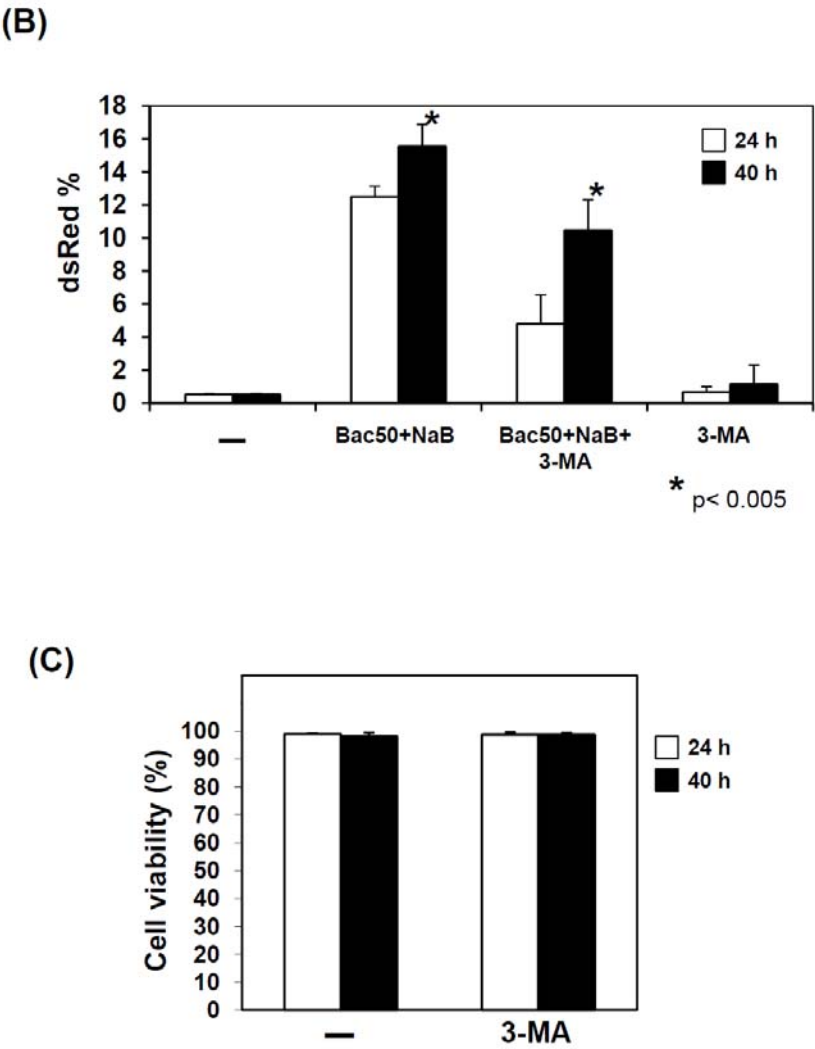 (B)
dsRed %
18
16
14
12
10
8
6
4
2
0
24 h
40 h
*
*
– Bac50+NaB Bac50+NaB+ 3-MA
3-MA
* p< 0.005
(C)
Cell viability (%)
100
90
80
70
60
50
40
30
20
10
0
24 h
40 h
– 3-MA